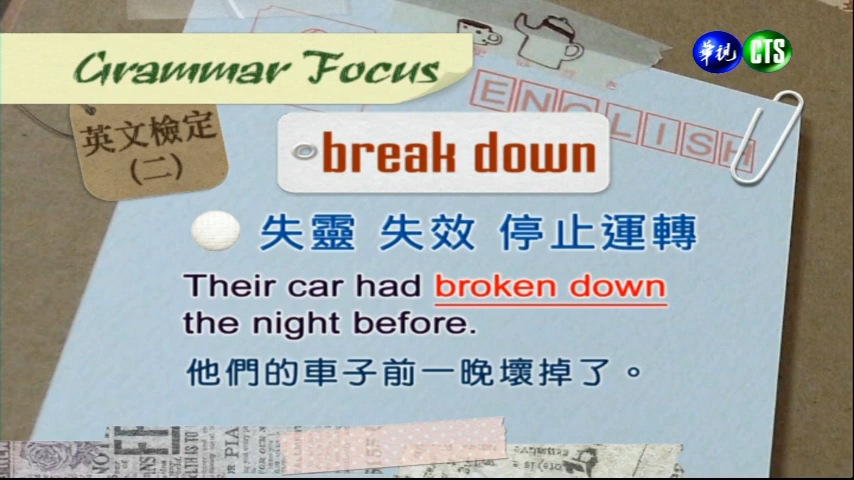 Grammar Focus
華視 CTS
ENGLISH
英文檢定
(二)
break down
失靈 失效 停止運轉
Their car had broken down
the night before.
他們的車子前一晚壞掉了。